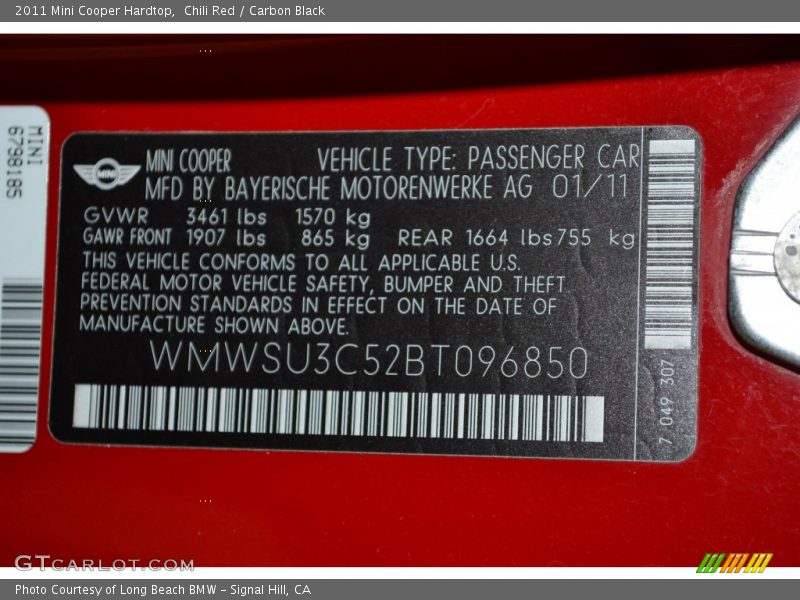 2011 Mini Cooper Hardtop,  Chili Red / Carbon Black
MINI
6798185
MINI
MINI COOPER VEHICLE TYPE: PASSENGER CAR
MFD BY BAYERISCHE MOTORENWERKE AG 01/11
GVWR 3461 lbs 1570 kg
GAWR FRONT 1907 lbs 865 kg REAR 1664 lbs 755 kg
THIS VEHICLE CONFORMS TO ALL APPLICABLE U.S.
FEDERAL MOTOR VEHICLE SAFETY, BUMPER AND THEFT
PREVENTION STANDARDS IN EFFECT ON THE DATE OF
MANUFACTURE SHOWN ABOVE.
WMWSU3C52BT096850
7 049 307
GTCARLOT.COM
Photo Courtesy of Long Beach BMW - Signal Hill, CA